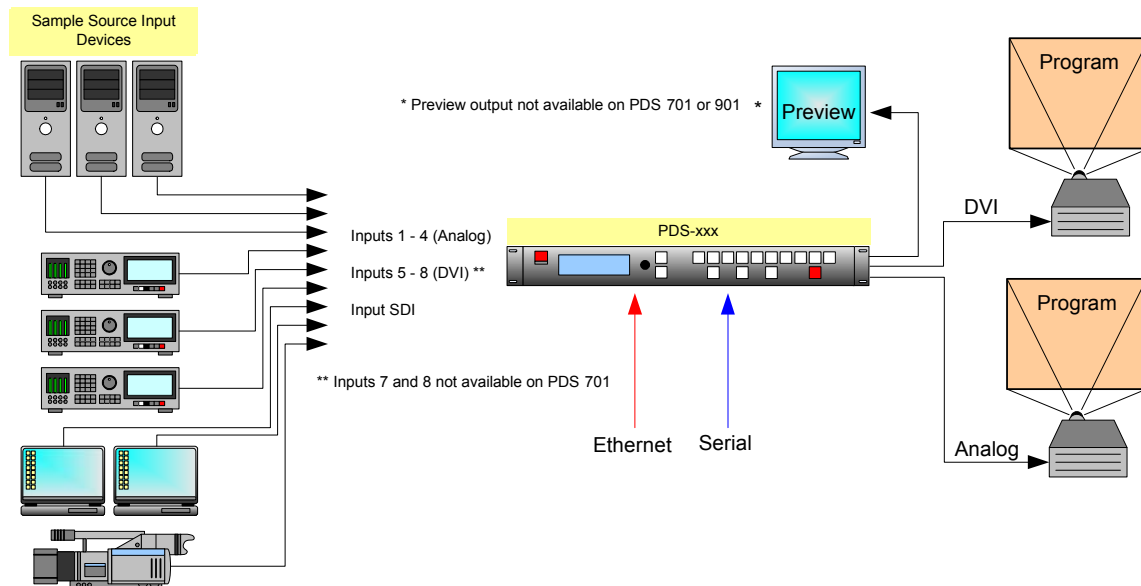 Sample Source Input
Devices
* Preview output not available on PDS 701 or 901 *
Preview
Program
DVI
Inputs 1 - 4 (Analog)
PDS-xxx
Inputs 5 - 8 (DVI) **
Input SDI
Program
** Inputs 7 and 8 not available on PDS 701
Ethernet
Serial
Analog